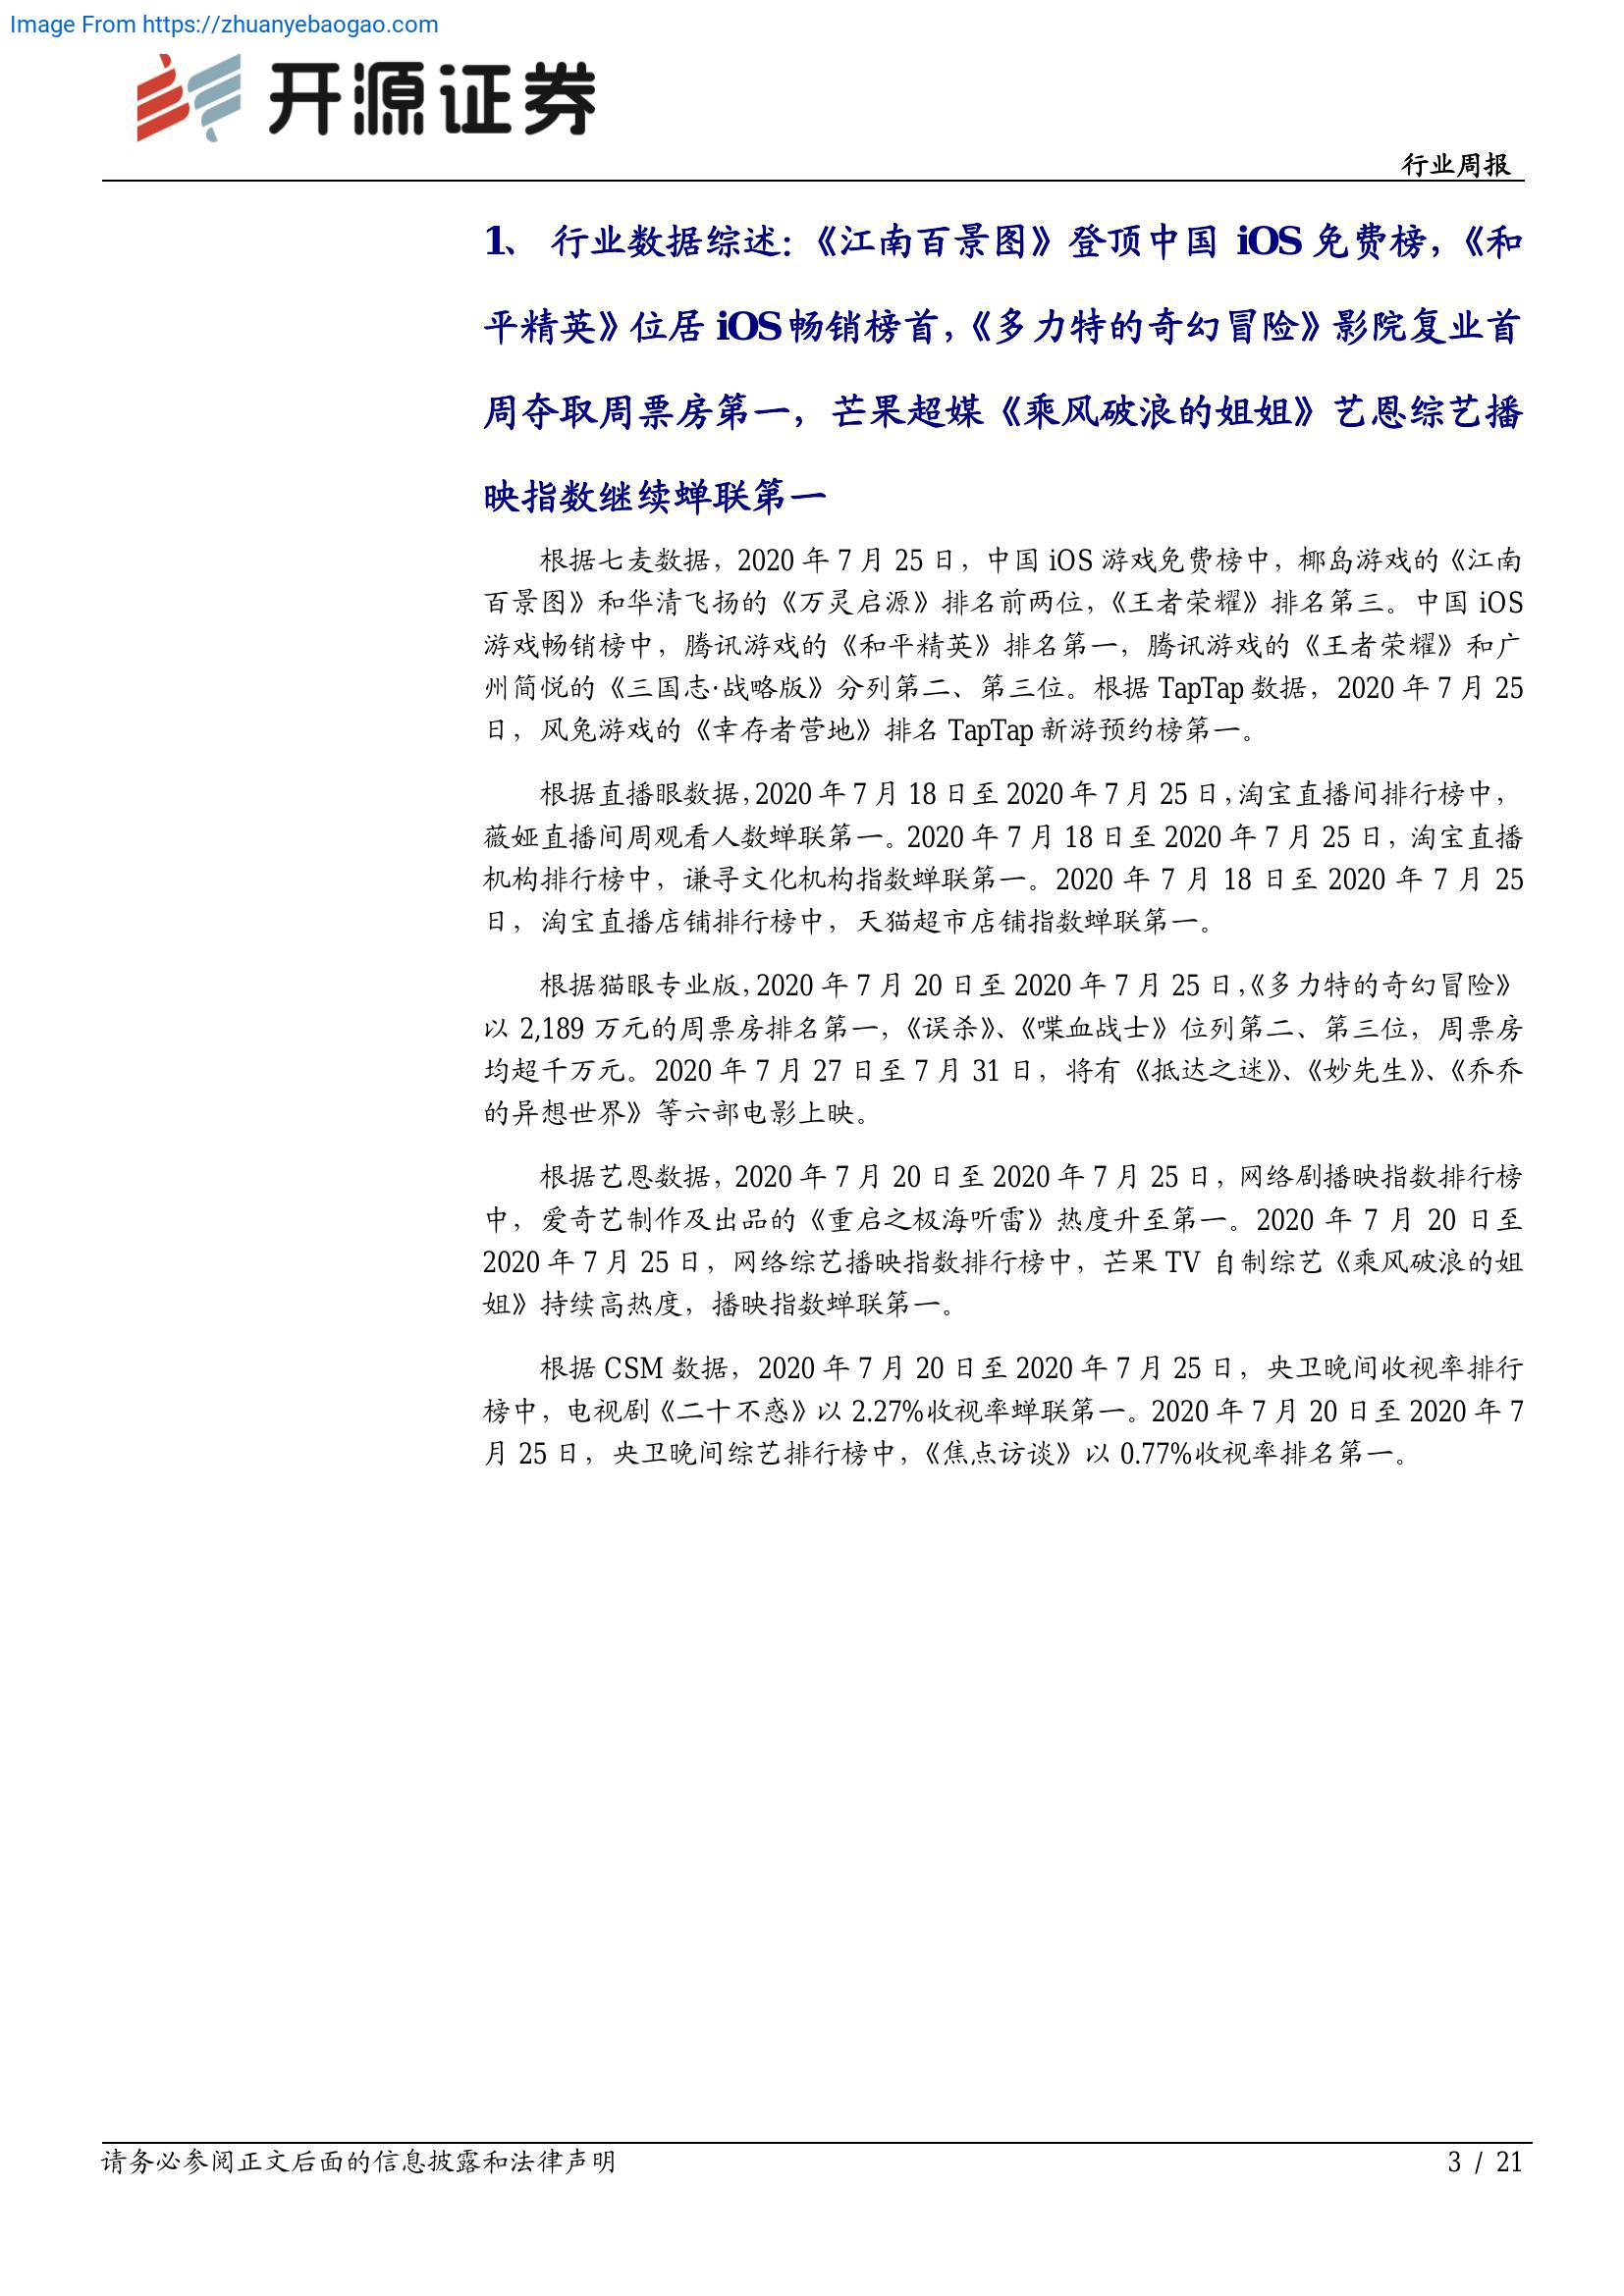 Image From https://zhuanyebaogao.com
开源证券
行业周报
1、 行业数据综述：《江南百景图》登顶中国 iOS 免费榜，《和
平精英》位居 iOS 畅销榜首，《多力特的奇幻冒险》影院复业首
周夺取周票房第一，芒果超媒《乘风破浪的姐姐》艺恩综艺播
映指数继续蝉联第一
根据七麦数据，2020 年 7 月 25 日，中国 iOS 游戏免费榜中，椰岛游戏的《江南
百景图》和华清飞扬的《万灵启源》排名前两位，《王者荣耀》排名第三。中国 iOS
游戏畅销榜中，腾讯游戏的《和平精英》排名第一，腾讯游戏的《王者荣耀》和广
州简悦的《三国志·战略版》分列第二、第三位。根据 TapTap 数据，2020 年 7 月 25
日，风兔游戏的《幸存者营地》排名 TapTap 新游预约榜第一。
根据直播眼数据，2020 年 7 月 18 日至 2020 年 7 月 25 日，淘宝直播间排行榜中，
薇娅直播间周观看人数蝉联第一。2020 年 7 月 18 日至 2020 年 7 月 25 日，淘宝直播
机构排行榜中，谦寻文化机构指数蝉联第一。2020 年 7 月 18 日至 2020 年 7 月 25
日，淘宝直播店铺排行榜中，天猫超市店铺指数蝉联第一。
根据猫眼专业版，2020 年 7 月 20 日至 2020 年 7 月 25 日，《多力特的奇幻冒险》
以 2,189 万元的周票房排名第一，《误杀》、《喋血战士》位列第二、第三位，周票房
均超千万元。2020 年 7 月 27 日至 7 月 31 日，将有《抵达之迷》、《妙先生》、《乔乔
的异想世界》等六部电影上映。
根据艺恩数据，2020 年 7 月 20 日至 2020 年 7 月 25 日，网络剧播映指数排行榜
中，爱奇艺制作及出品的《重启之极海听雷》热度升至第一。2020 年 7 月 20 日至
2020 年 7 月 25 日，网络综艺播映指数排行榜中，芒果 TV 自制综艺《乘风破浪的姐
姐》持续高热度，播映指数蝉联第一。
根据 CSM 数据，2020 年 7 月 20 日至 2020 年 7 月 25 日，央卫晚间收视率排行
榜中，电视剧《二十不惑》以 2.27%收视率蝉联第一。2020 年 7 月 20 日至 2020 年 7
月 25 日，央卫晚间综艺排行榜中，《焦点访谈》以 0.77%收视率排名第一。
请务必参阅正文后面的信息披露和法律声明
3 / 21